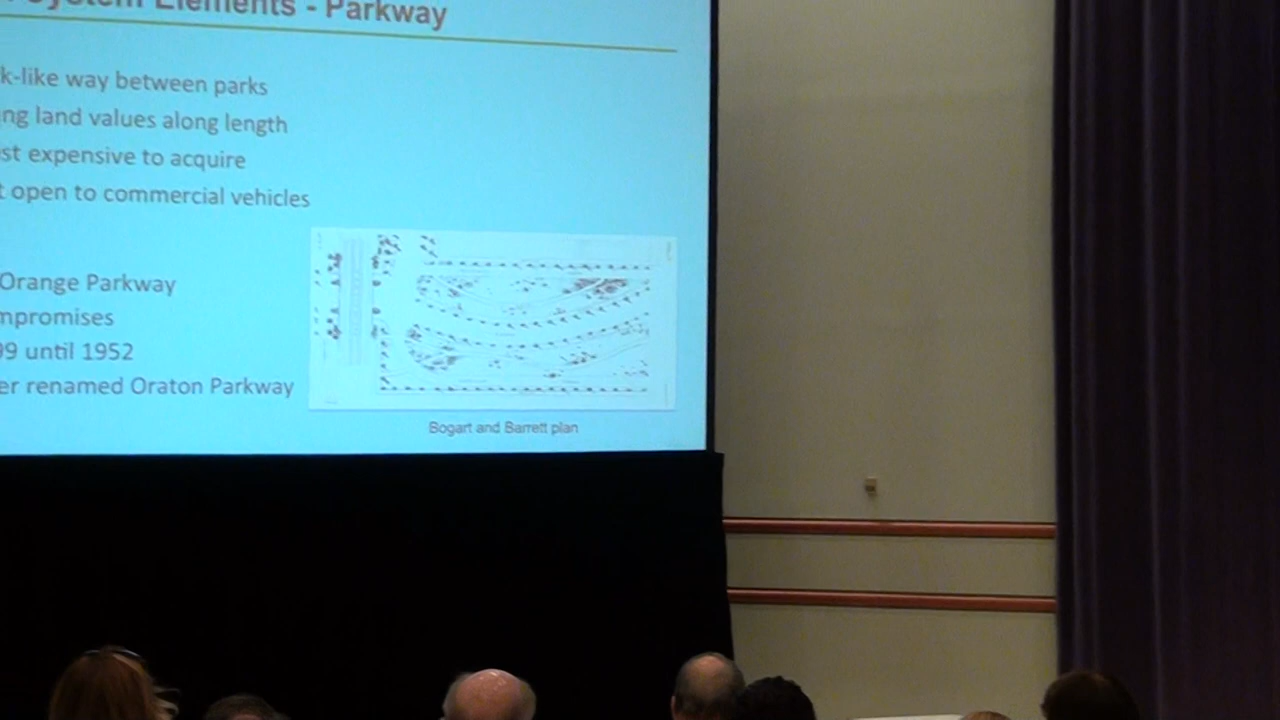 System Elements - Parkway
k-like way between parks
ng land values along length
st expensive to acquire
t open to commercial vehicles
Orange Parkway
mpromises
99 until 1952
er renamed Oraton Parkway
Bogart and Barrett plan